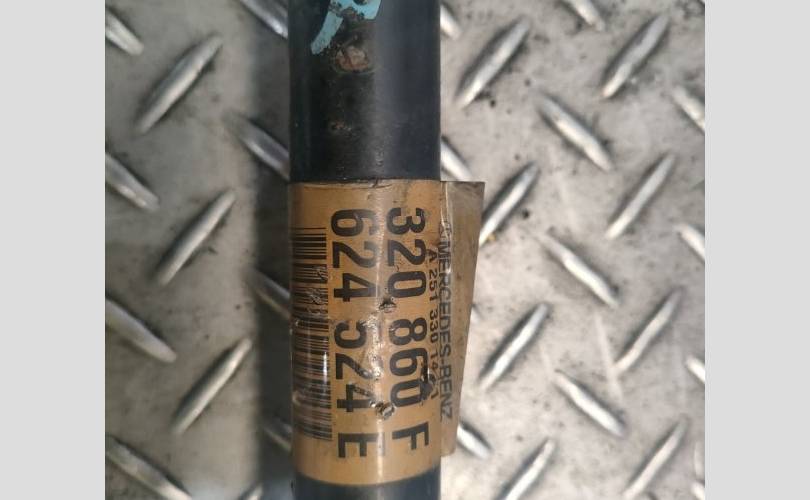 MERCEDES-BENZ
A 251 330
320 860 F
624 524 E